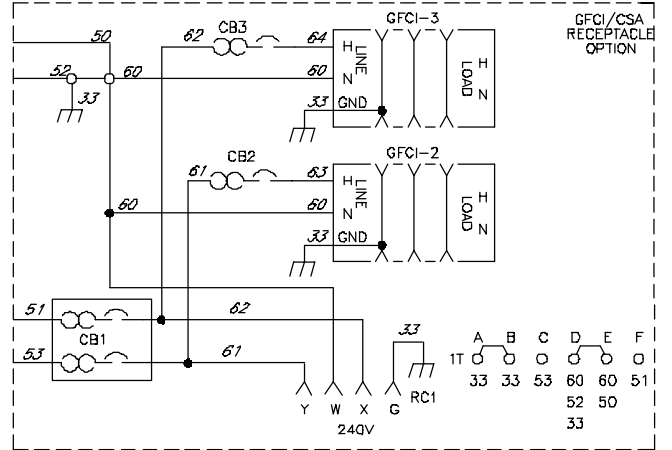 GFCI/CSA
RECEPTACLE
OPTION
50
62
CB3
64
GFCI-3
52
60
60
33
33
H
N
LINE
GND
LOAD
H
N
61
CB2
63
GFCI-2
60
60
33
H
N
LINE
GND
LOAD
H
N
51
62
CB1
53
61
33
Y W X G
RC1
240V
A B C D E F
1T
33 33 53 60 60 51
52 50
33